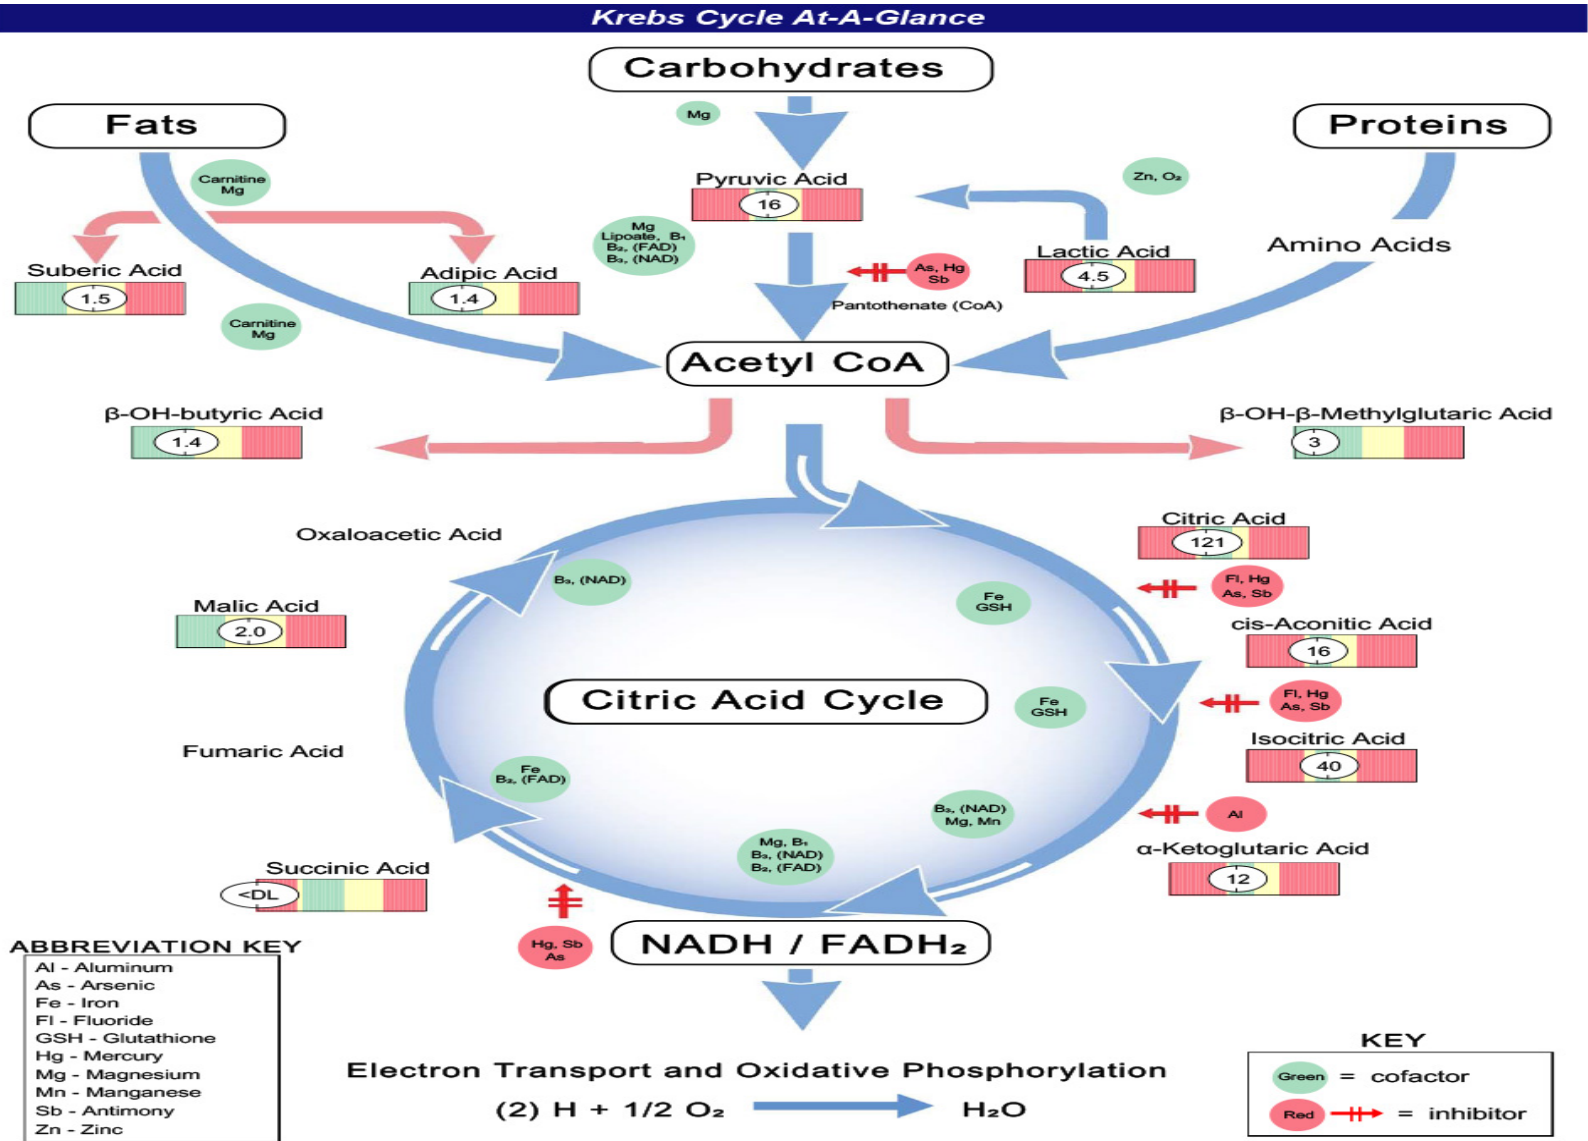 Krebs Cycle At-A-Glance
Carbohydrates
Fats
Proteins
Mg
Carnitine
Mg
Zn, O₂
Pyruvic Acid
16
Mg
Lipoate, B₁
B₂, (FAD)
B₃, (NAD)
Amino Acids
Lactic Acid
4.5
As, Hg
Sb
Pantothenate (CoA)
Suberic Acid
1.5
Adipic Acid
1.4
Carnitine
Mg
Acetyl CoA
β-OH-butyric Acid
1.4
β-OH-β-Methylglutaric Acid
3
Oxaloacetic Acid
Citric Acid
121
B₃, (NAD)
Fe
GSH
Fl, Hg
As, Sb
Malic Acid
2.0
cis-Aconitic Acid
16
Citric Acid Cycle
Fe
GSH
Fl, Hg
As, Sb
Fumaric Acid
Isocitric Acid
40
Fe
B₂, (FAD)
B₃, (NAD)
Mg, Mn
Al
Mg, B₁
B₃, (NAD)
B₂, (FAD)
α-Ketoglutaric Acid
12
Succinic Acid
<DL
Hg, Sb
As
NADH / FADH₂
ABBREVIATION KEY
Al - Aluminum
As - Arsenic
Fe - Iron
Fl - Fluoride
GSH - Glutathione
Hg - Mercury
Mg - Magnesium
Mn - Manganese
Sb - Antimony
Zn - Zinc
Electron Transport and Oxidative Phosphorylation
(2) H + 1/2 O₂ H₂O
KEY
Green = cofactor
Red = inhibitor